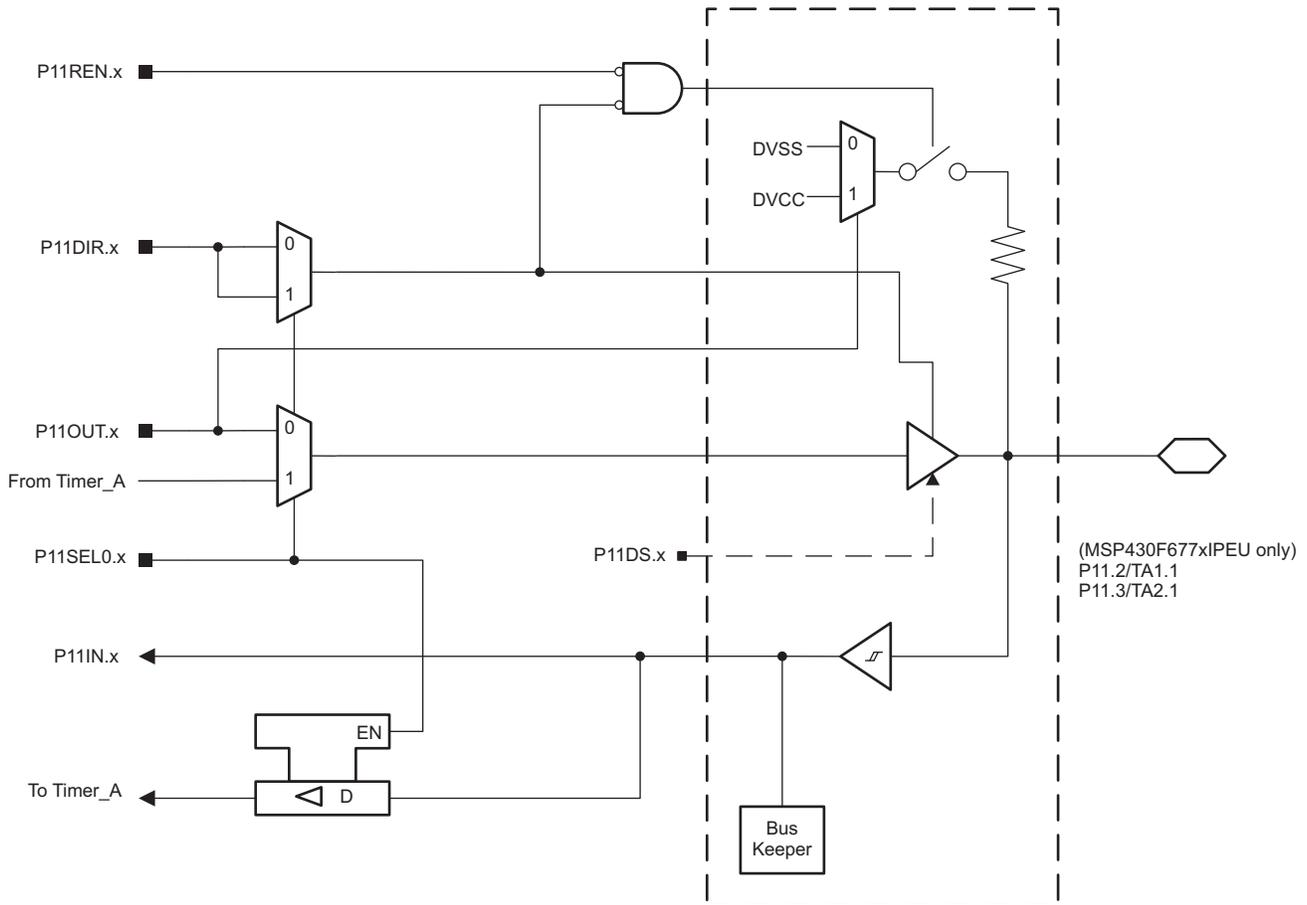 P11REN.x
DVSS
0
DVCC
1
P11DIR.x
0
1
P11OUT.x
0
From Timer_A
1
P11SEL0.x
P11DS.x
(MSP430F677xIPEU only)
P11.2/TA1.1
P11.3/TA2.1
P11IN.x
EN
To Timer_A
D
Bus
Keeper